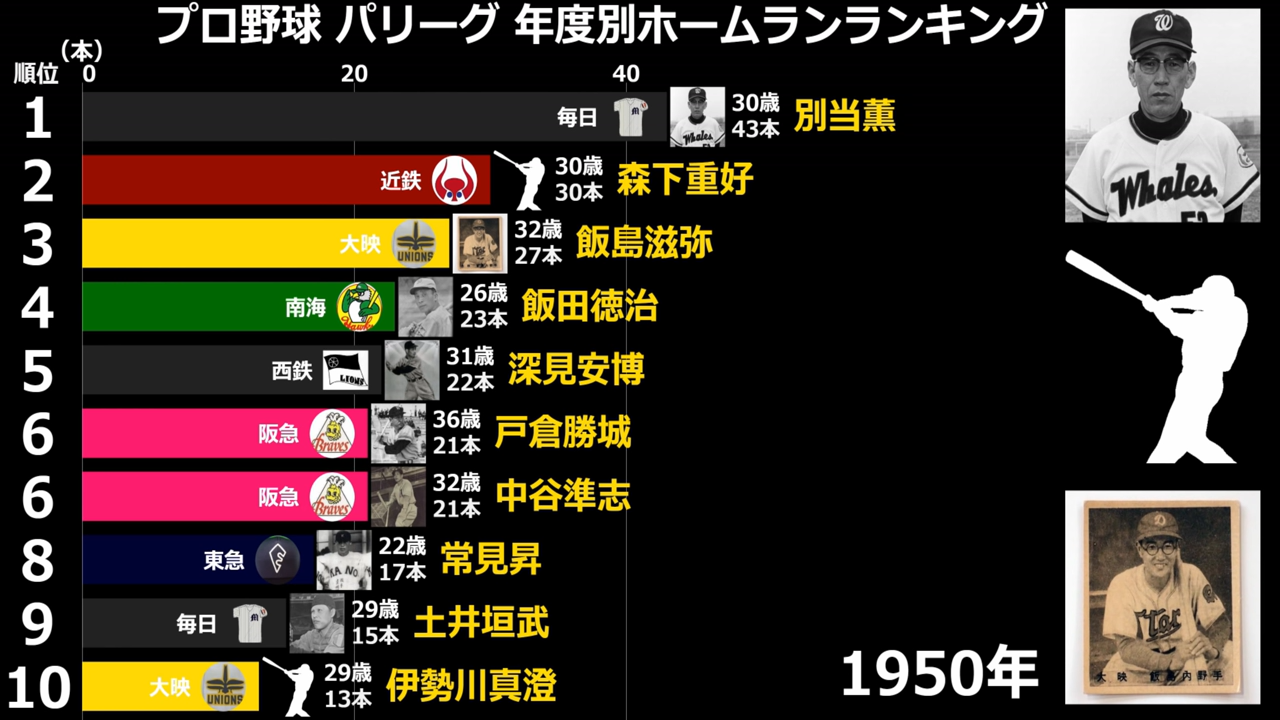 プロ野球 パリーグ 年度別ホームランランキング
(本)
順位 0 20 40
1 毎日 30歳 43本 別当薫
2 近鉄 30歳 30本 森下重好
3 大映 UNIONS 32歳 27本 飯島滋弥
4 南海 Hawks 26歳 23本 飯田徳治
5 西鉄 LIONS 31歳 22本 深見安博
6 阪急 Braves 36歳 21本 戸倉勝城
6 阪急 Braves 32歳 21本 中谷準志
8 東急 22歳 17本 常見昇
9 毎日 29歳 15本 土井垣武
10 大映 UNIONS 29歳 13本 伊勢川真澄
1950年
W
Whales
大映 飯島内野手